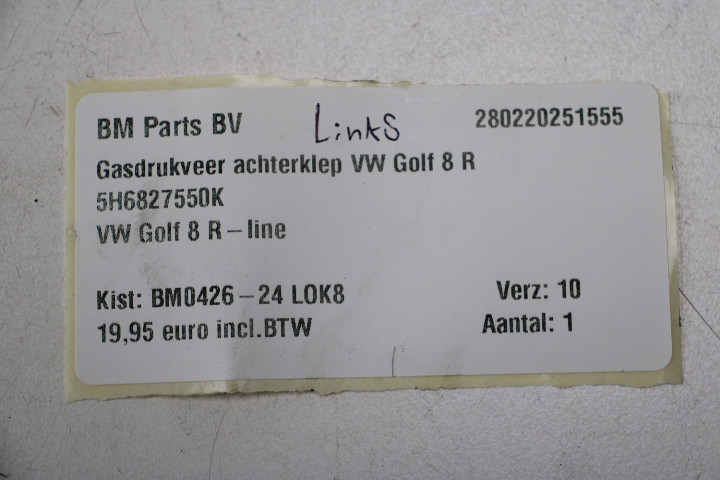 BM Parts BV Links 280220251555
Gasdrukveer achterklep VW Golf 8 R
5H6827550K
VW Golf 8 R-line
Kist: BM0426-24 LOK8 Verz: 10
19,95 euro incl.BTW Aantal: 1